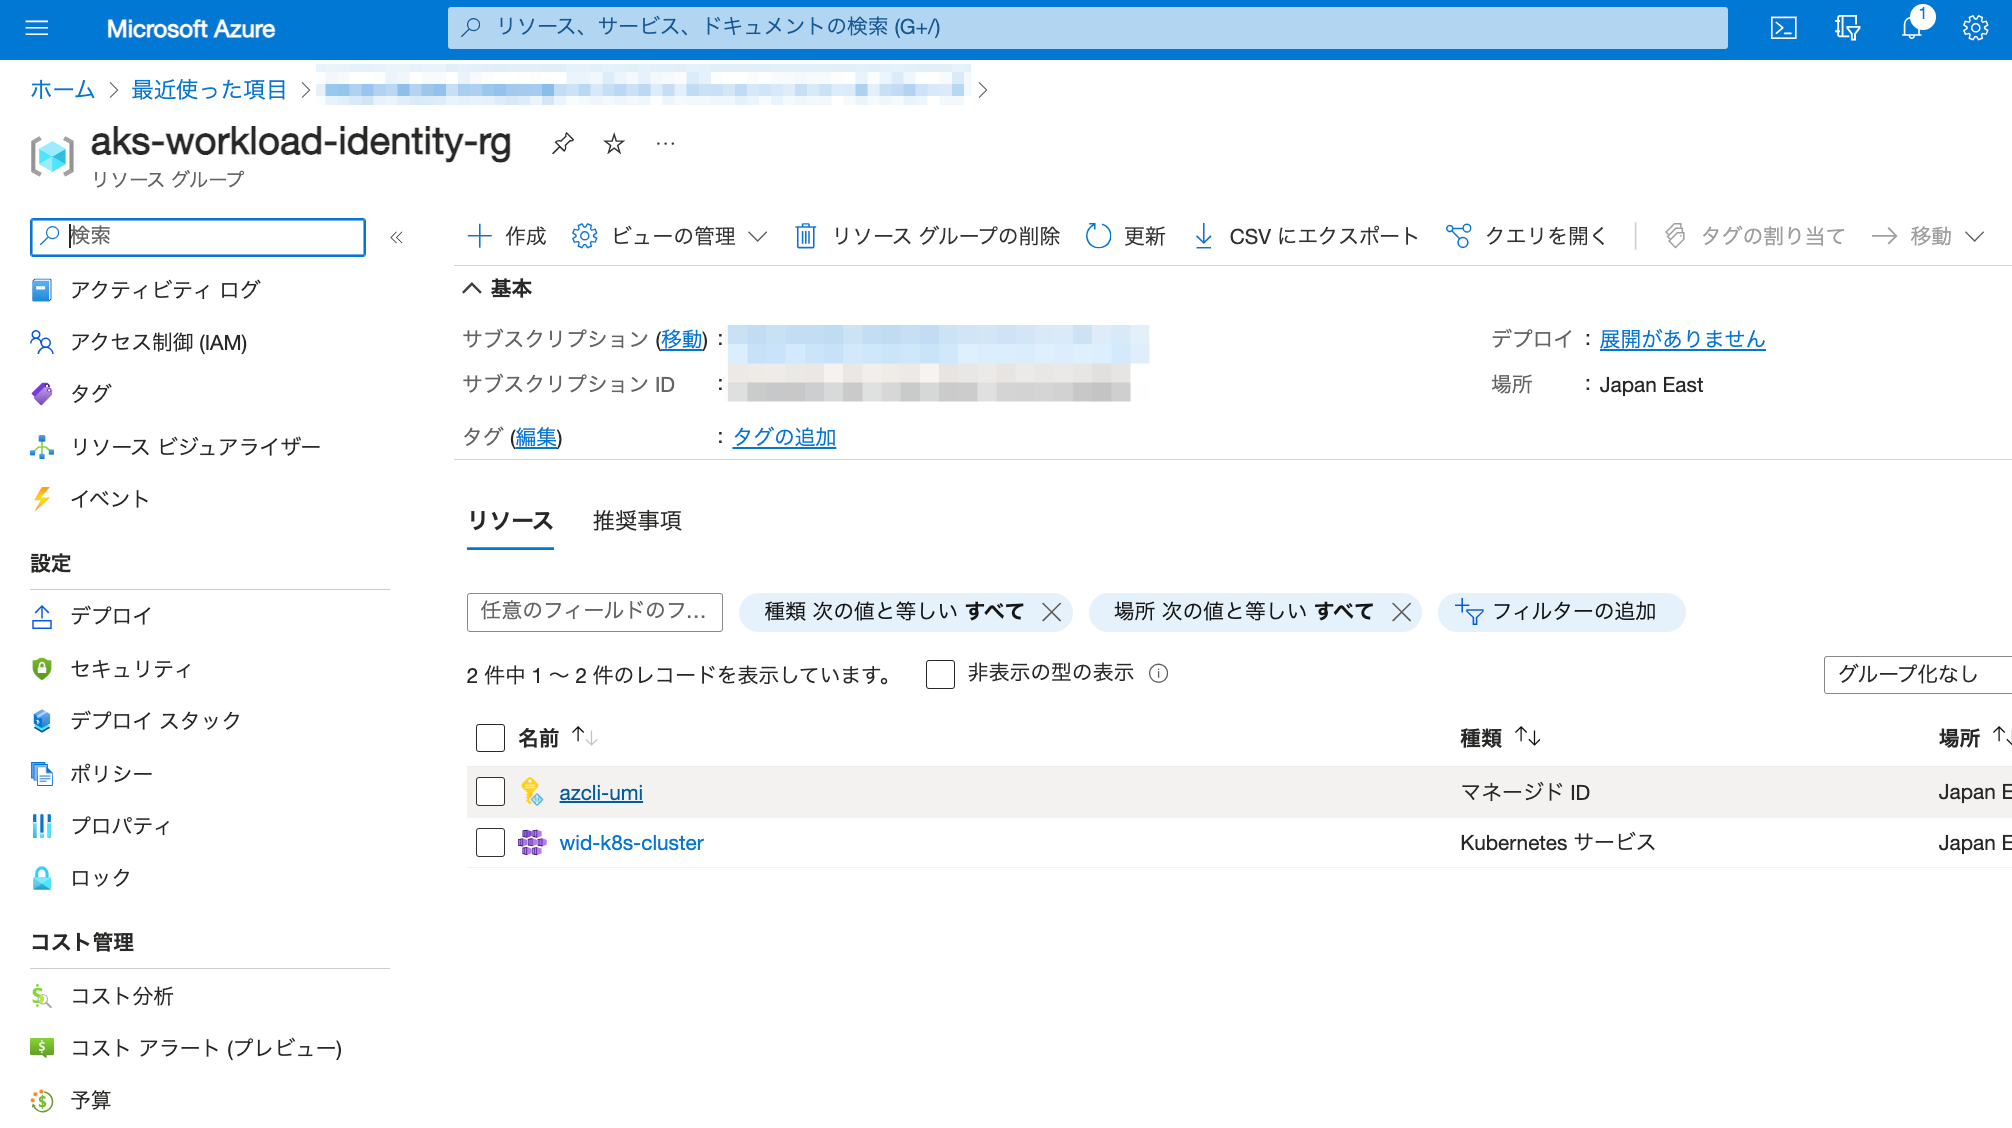 Microsoft Azure
リソース、サービス、ドキュメントの検索 (G+/)
1
ホーム > 最近使った項目 > >
aks-workload-identity-rg
リソース グループ
検索
作成 ビューの管理 リソース グループの削除 更新 CSV にエクスポート クエリを開く タグの割り当て 移動
アクティビティ ログ
アクセス制御 (IAM)
タグ
リソース ビジュアライザー
イベント
設定
デプロイ
セキュリティ
デプロイ スタック
ポリシー
プロパティ
ロック
コスト管理
コスト分析
コスト アラート (プレビュー)
予算
基本
サブスクリプション (移動) :
サブスクリプション ID :
タグ (編集) : タグの追加
デプロイ : 展開がありません
場所 : Japan East
リソース 推奨事項
任意のフィールドのフ... 種類 次の値と等しい すべて 場所 次の値と等しい すべて フィルターの追加
2 件中 1 ～ 2 件のレコードを表示しています。 非表示の型の表示 グループ化なし
名前 ↑↓ 種類 ↑↓ 場所 ↑↓
azcli-umi マネージド ID Japan E
wid-k8s-cluster Kubernetes サービス Japan E